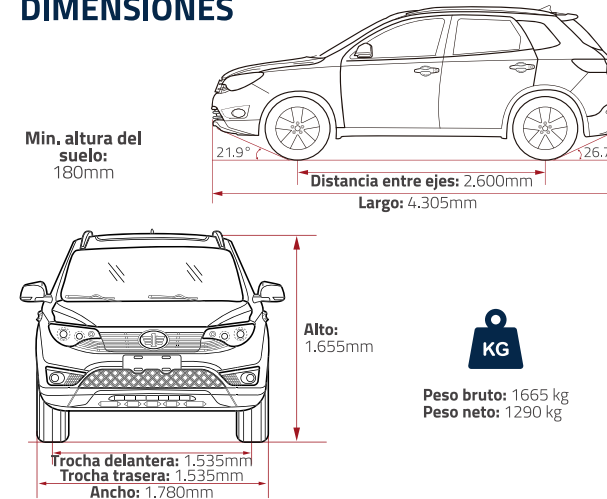 DIMENSIONES
Min. altura del
suelo:
180mm
21.9°
26.7
Distancia entre ejes: 2.600mm
Largo: 4.305mm
Alto:
1.655mm
KG
Peso bruto: 1665 kg
Peso neto: 1290 kg
Trocha delantera: 1.535mm
Trocha trasera: 1.535mm
Ancho: 1.780mm